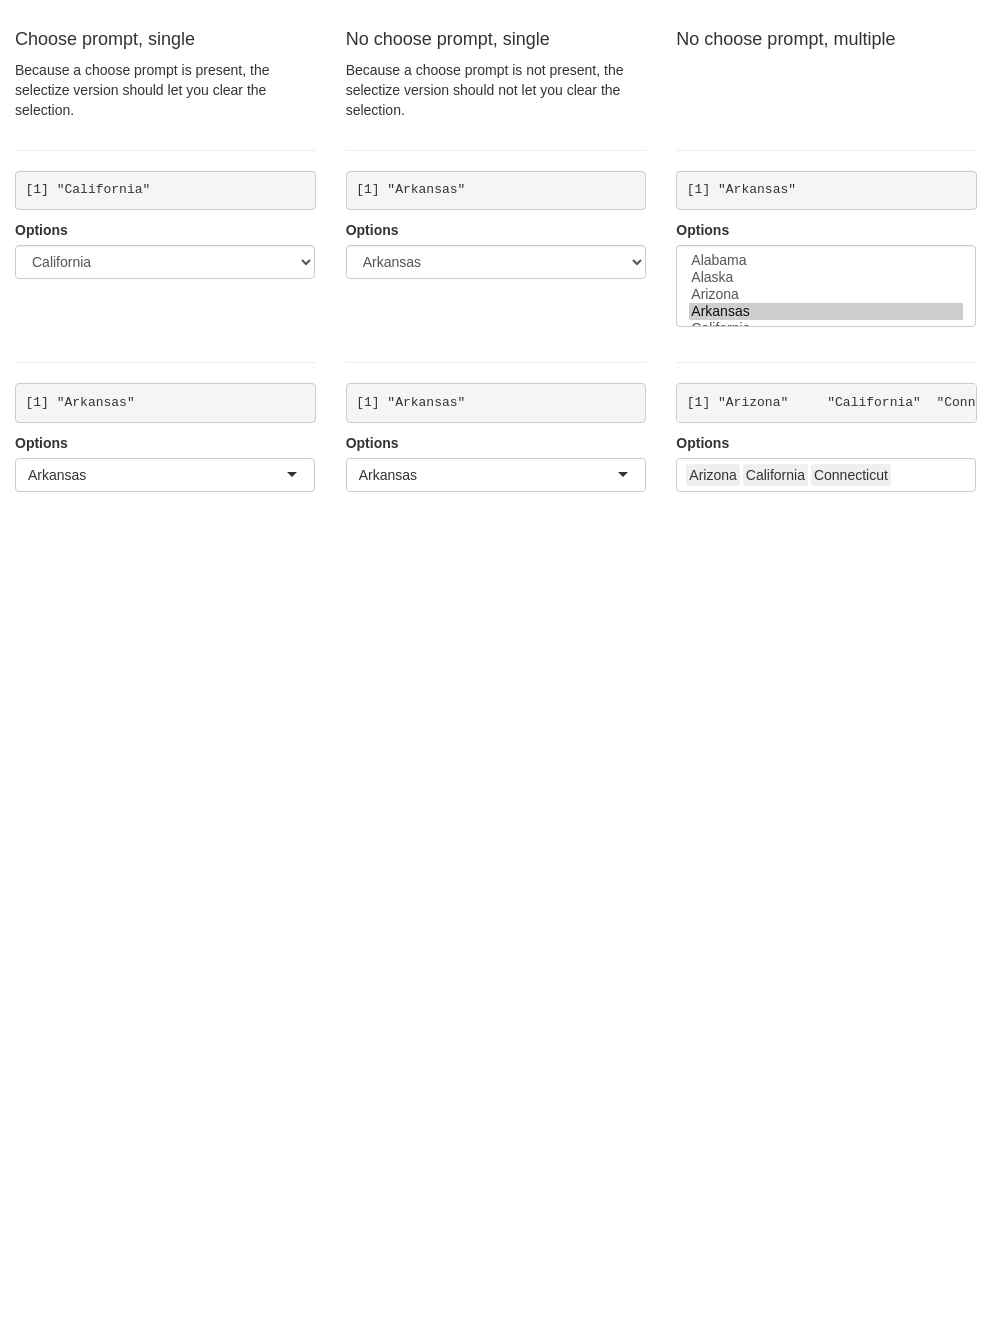 Choose prompt, single
Because a choose prompt is present, the
selectize version should let you clear the
selection.
No choose prompt, single
Because a choose prompt is not present, the
selectize version should not let you clear the
selection.
No choose prompt, multiple
[1] "California"
Options
California
[1] "Arkansas"
Options
Arkansas
[1] "Arkansas"
Options
Alabama
Alaska
Arizona
Arkansas
California
[1] "Arkansas"
Options
Arkansas
[1] "Arkansas"
Options
Arkansas
[1] "Arizona"     "California"  "Conn
Options
Arizona California Connecticut